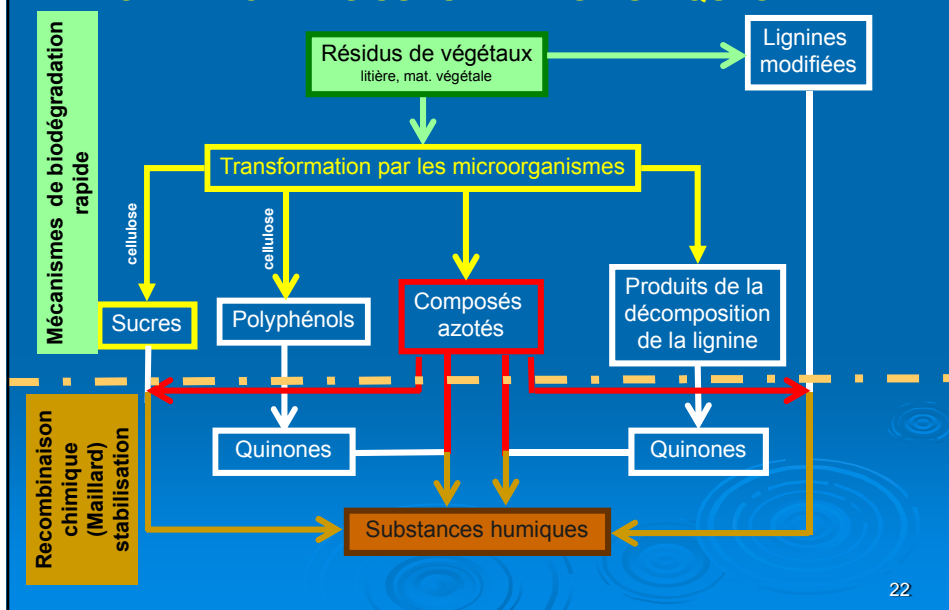 Résidus de végétaux
litière, mat. végétale
Lignines
modifiées
Mécanismes de biodégradation
rapide
Transformation par les microorganismes
cellulose
cellulose
Sucres
Polyphénols
Composés
azotés
Produits de la
décomposition
de la lignine
Recombinaison
chimique
(Maillard)
stabilisation
Quinones
Quinones
Substances humiques
22